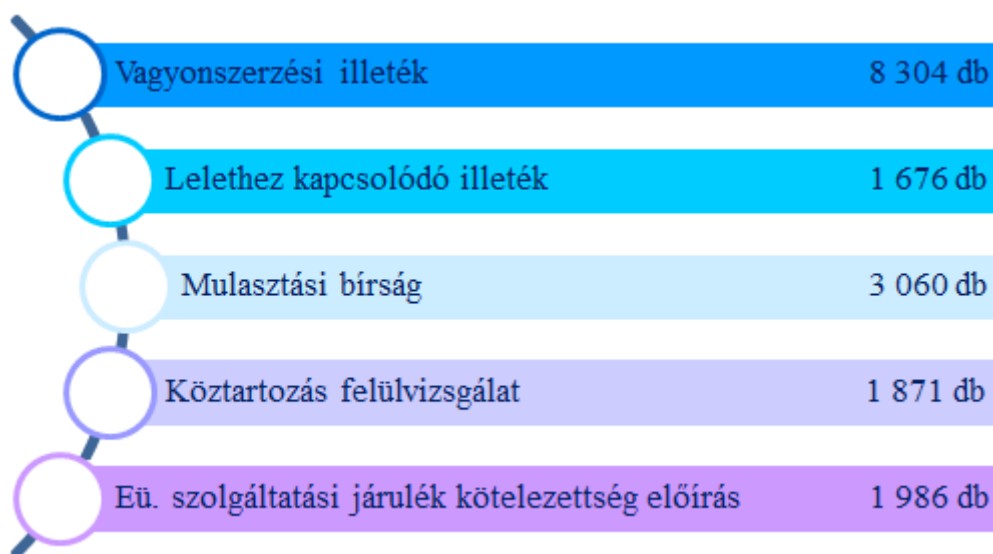 Vagyonszerzési illeték 8 304 db
Lelethez kapcsolódó illeték 1 676 db
Mulasztási bírság 3 060 db
Köztartozás felülvizsgálat 1 871 db
Eü. szolgáltatási járulék kötelezettség előírás 1 986 db